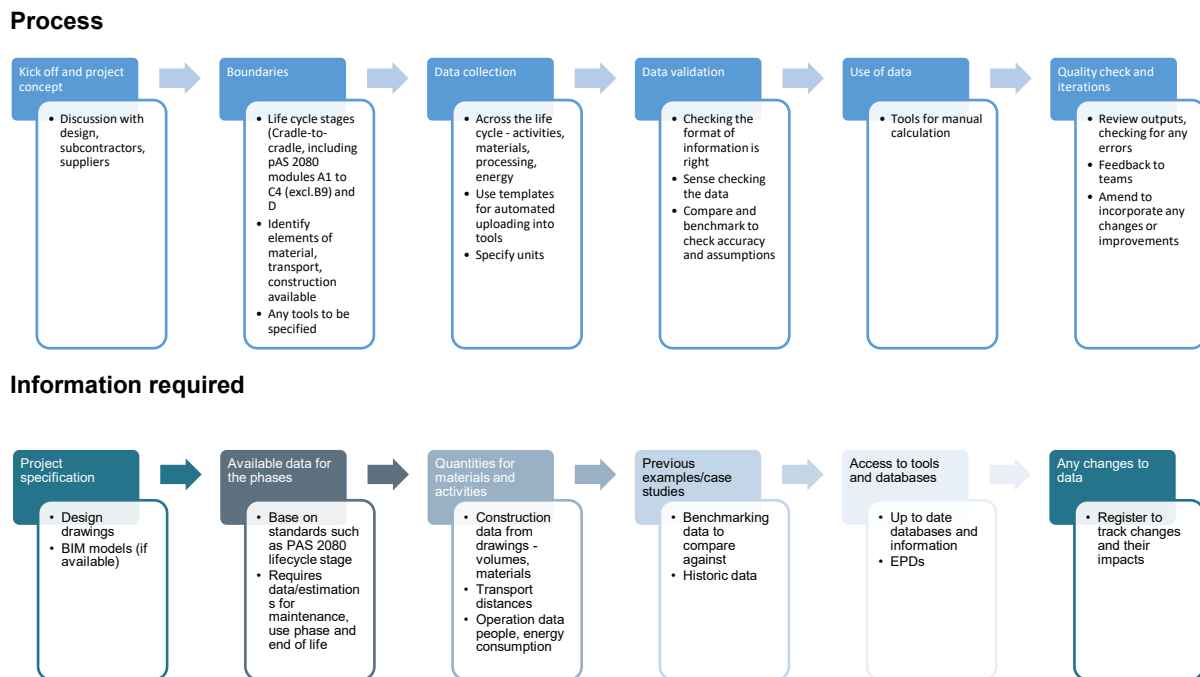 Process
Kick off and project
concept
• Discussion with
design,
subcontractors,
suppliers
Boundaries
• Life cycle stages
(Cradle-to-
cradle, including
pAS 2080
modules A1 to
C4 (excl.B9) and
D
• Identify
elements of
material,
transport,
construction
available
• Any tools to be
specified
Data collection
• Across the life
cycle - activities,
materials,
processing,
energy
• Use templates
for automated
uploading into
tools
• Specify units
Data validation
• Checking the
format of
information is
right
• Sense checking
the data
• Compare and
benchmark to
check accuracy
and assumptions
Use of data
• Tools for manual
calculation
Quality check and
iterations
• Review outputs,
checking for any
errors
• Feedback to
teams
• Amend to
incorporate any
changes or
improvements
Information required
Project
specification
• Design
drawings
• BIM models (if
available)
Available data for
the phases
• Base on
standards such
as PAS 2080
lifecycle stage
• Requires
data/estimation
s for
maintenance,
use phase and
end of life
Quantities for
materials and
activities
• Construction
data from
drawings -
volumes,
materials
• Transport
distances
• Operation data
people, energy
consumption
Previous
examples/case
studies
• Benchmarking
data to
compare
against
• Historic data
Access to tools
and databases
• Up to date
databases and
information
• EPDs
Any changes to
data
• Register to
track changes
and their
impacts